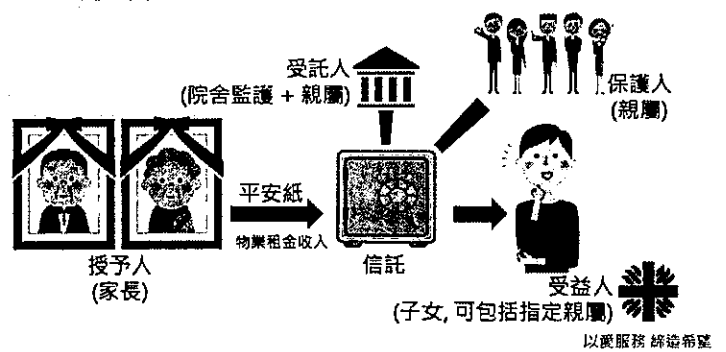 受託人
(院舍監護 + 親屬)
保護人
(親屬)
平安紙
物業租金收入
授予人
(家長)
信託
受益人
(子女, 可包括指定親屬)
以愛服務 締造希望